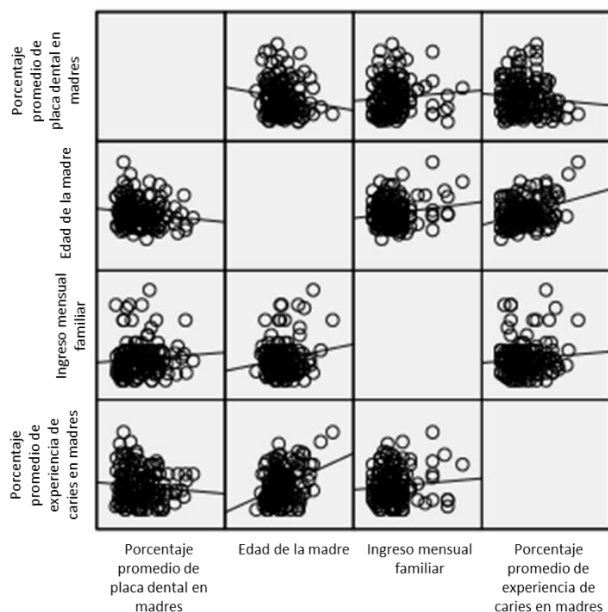 Porcentaje
promedio de
placa dental en
madres
Edad de la madre
Ingreso mensual
familiar
Porcentaje
promedio de
experiencia de
caries en madres
Porcentaje
promedio de
placa dental en
madres
Edad de la madre
Ingreso mensual
familiar
Porcentaje
promedio de
experiencia de
caries en madres